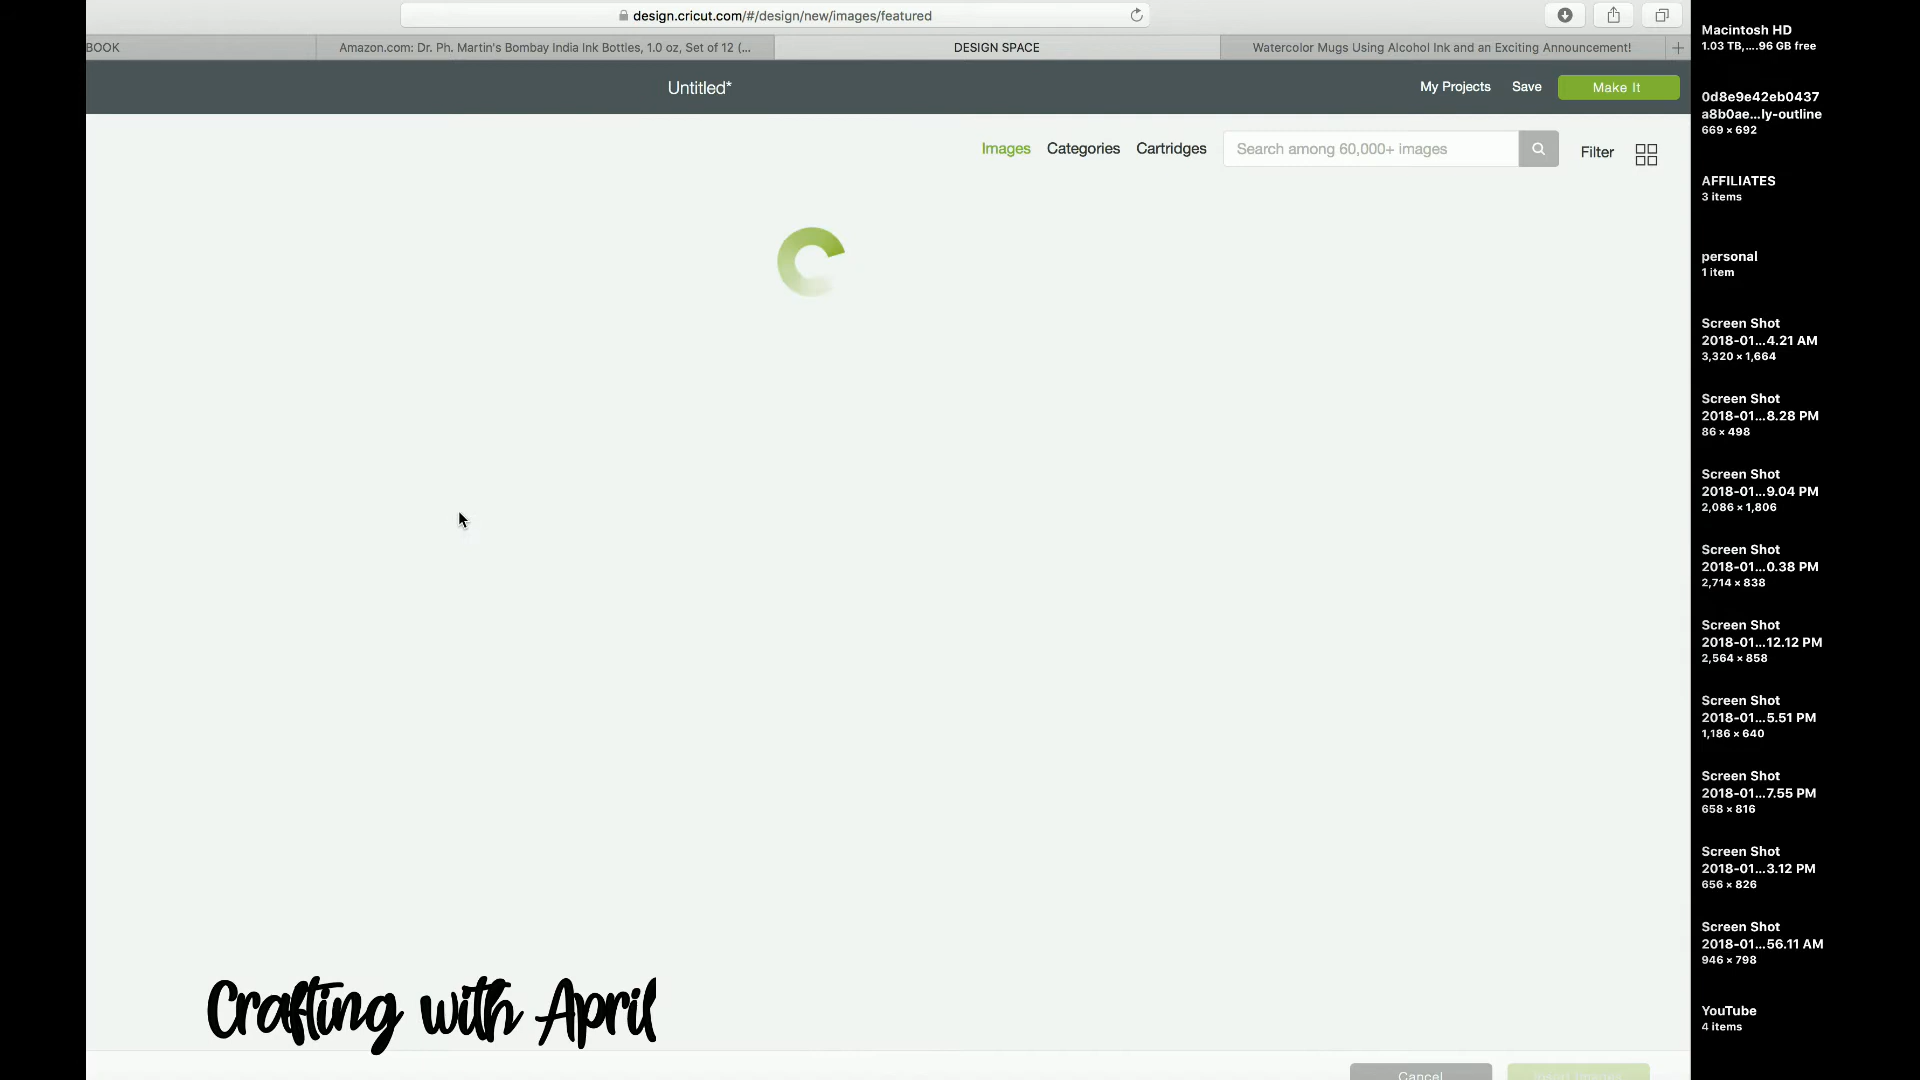 design.cricut.com/#/design/new/images/featured
BOOK
Amazon.com: Dr. Ph. Martin's Bombay India Ink Bottles, 1.0 oz, Set of 12 (...
DESIGN SPACE
Watercolor Mugs Using Alcohol Ink and an Exciting Announcement!
+
Untitled*
My Projects
Save
Make It
Images
Categories
Cartridges
Search among 60,000+ images
Filter
Crafting with April
Cancel
Macintosh HD
1.03 TB,....96 GB free
0d8e9e42eb0437
a8b0ae...ly-outline
669 × 692
AFFILIATES
3 items
personal
1 item
Screen Shot
2018-01...4.21 AM
3,320 × 1,664
Screen Shot
2018-01...8.28 PM
86 × 498
Screen Shot
2018-01...9.04 PM
2,086 × 1,806
Screen Shot
2018-01...0.38 PM
2,714 × 838
Screen Shot
2018-01...12.12 PM
2,564 × 858
Screen Shot
2018-01...5.51 PM
1,186 × 640
Screen Shot
2018-01...7.55 PM
658 × 816
Screen Shot
2018-01...3.12 PM
656 × 826
Screen Shot
2018-01...56.11 AM
946 × 798
YouTube
4 items